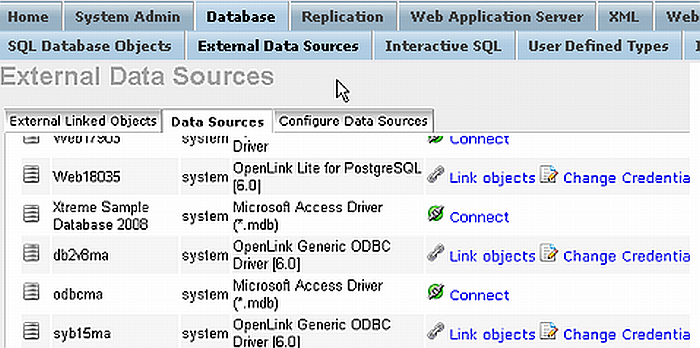 Home System Admin Database Replication Web Application Server XML Web
SQL Database Objects External Data Sources Interactive SQL User Defined Types
External Data Sources
External Linked Objects Data Sources Configure Data Sources
system Driver Connect
Web18035 system OpenLink Lite for PostgreSQL Link objects Change Credentia
[6.0]
Xtreme Sample system Microsoft Access Driver Connect
Database 2008 (*.mdb)
db2v8ma system OpenLink Generic ODBC Link objects Change Credentia
Driver [6.0]
odbcma system Microsoft Access Driver Connect
(*.mdb)
syb15ma system OpenLink Generic ODBC Link objects Change Credentia
Driver [6.0]